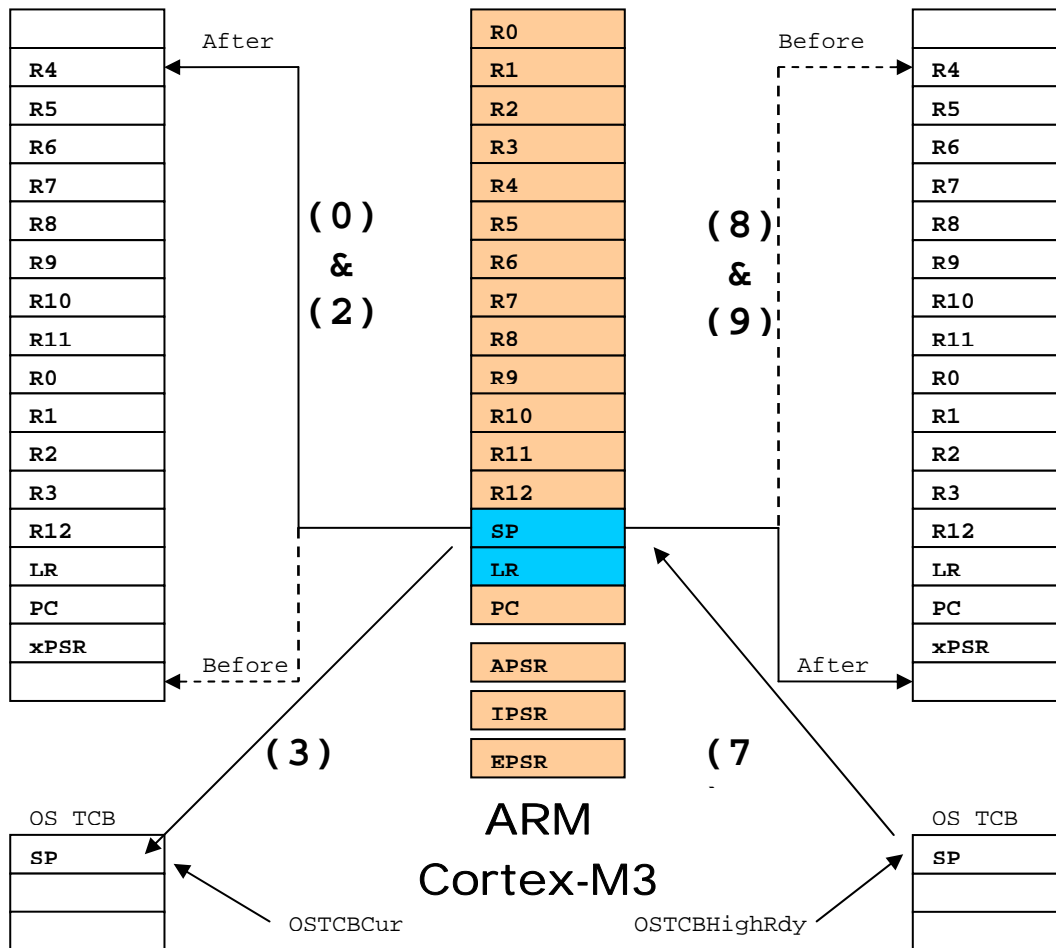 After
R4
R5
R6
R7
R8
R9
R10
R11
R0
R1
R2
R3
R12
LR
PC
xPSR
Before
(0)
&
(2)
(3)
OS TCB
SP
OSTCBCur
R0
R1
R2
R3
R4
R5
R6
R7
R8
R9
R10
R11
R12
SP
LR
PC
APSR
IPSR
EPSR
ARM
Cortex-M3
Before
(8)
&
(9)
After
(7
R4
R5
R6
R7
R8
R9
R10
R11
R0
R1
R2
R3
R12
LR
PC
xPSR
OS TCB
SP
OSTCBHighRdy